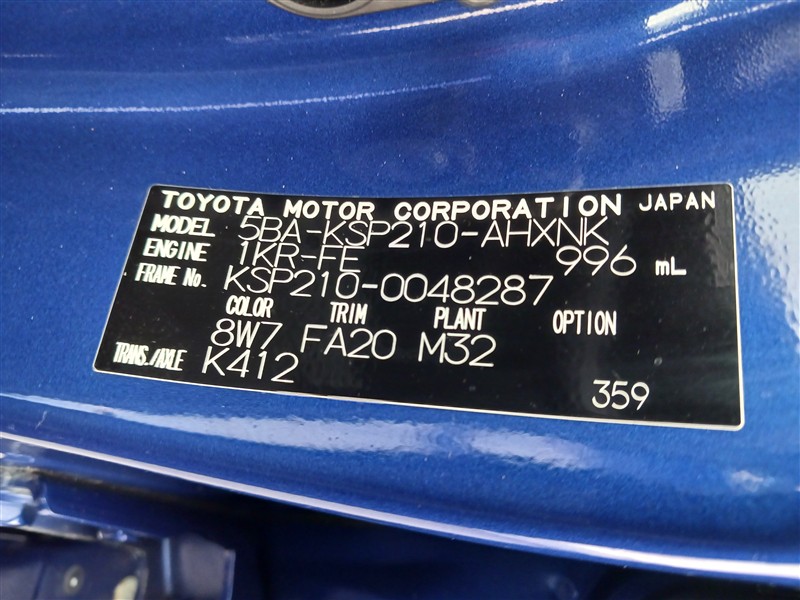 TOYOTA MOTOR CORPORATION JAPAN
MODEL 5BA-KSP210-AHXNK
ENGINE 1KR-FE 996 mL
FRAME No. KSP210-0048287
COLOR TRIM PLANT OPTION
8W7 FA20 M32
TRANS./AXLE K412
359